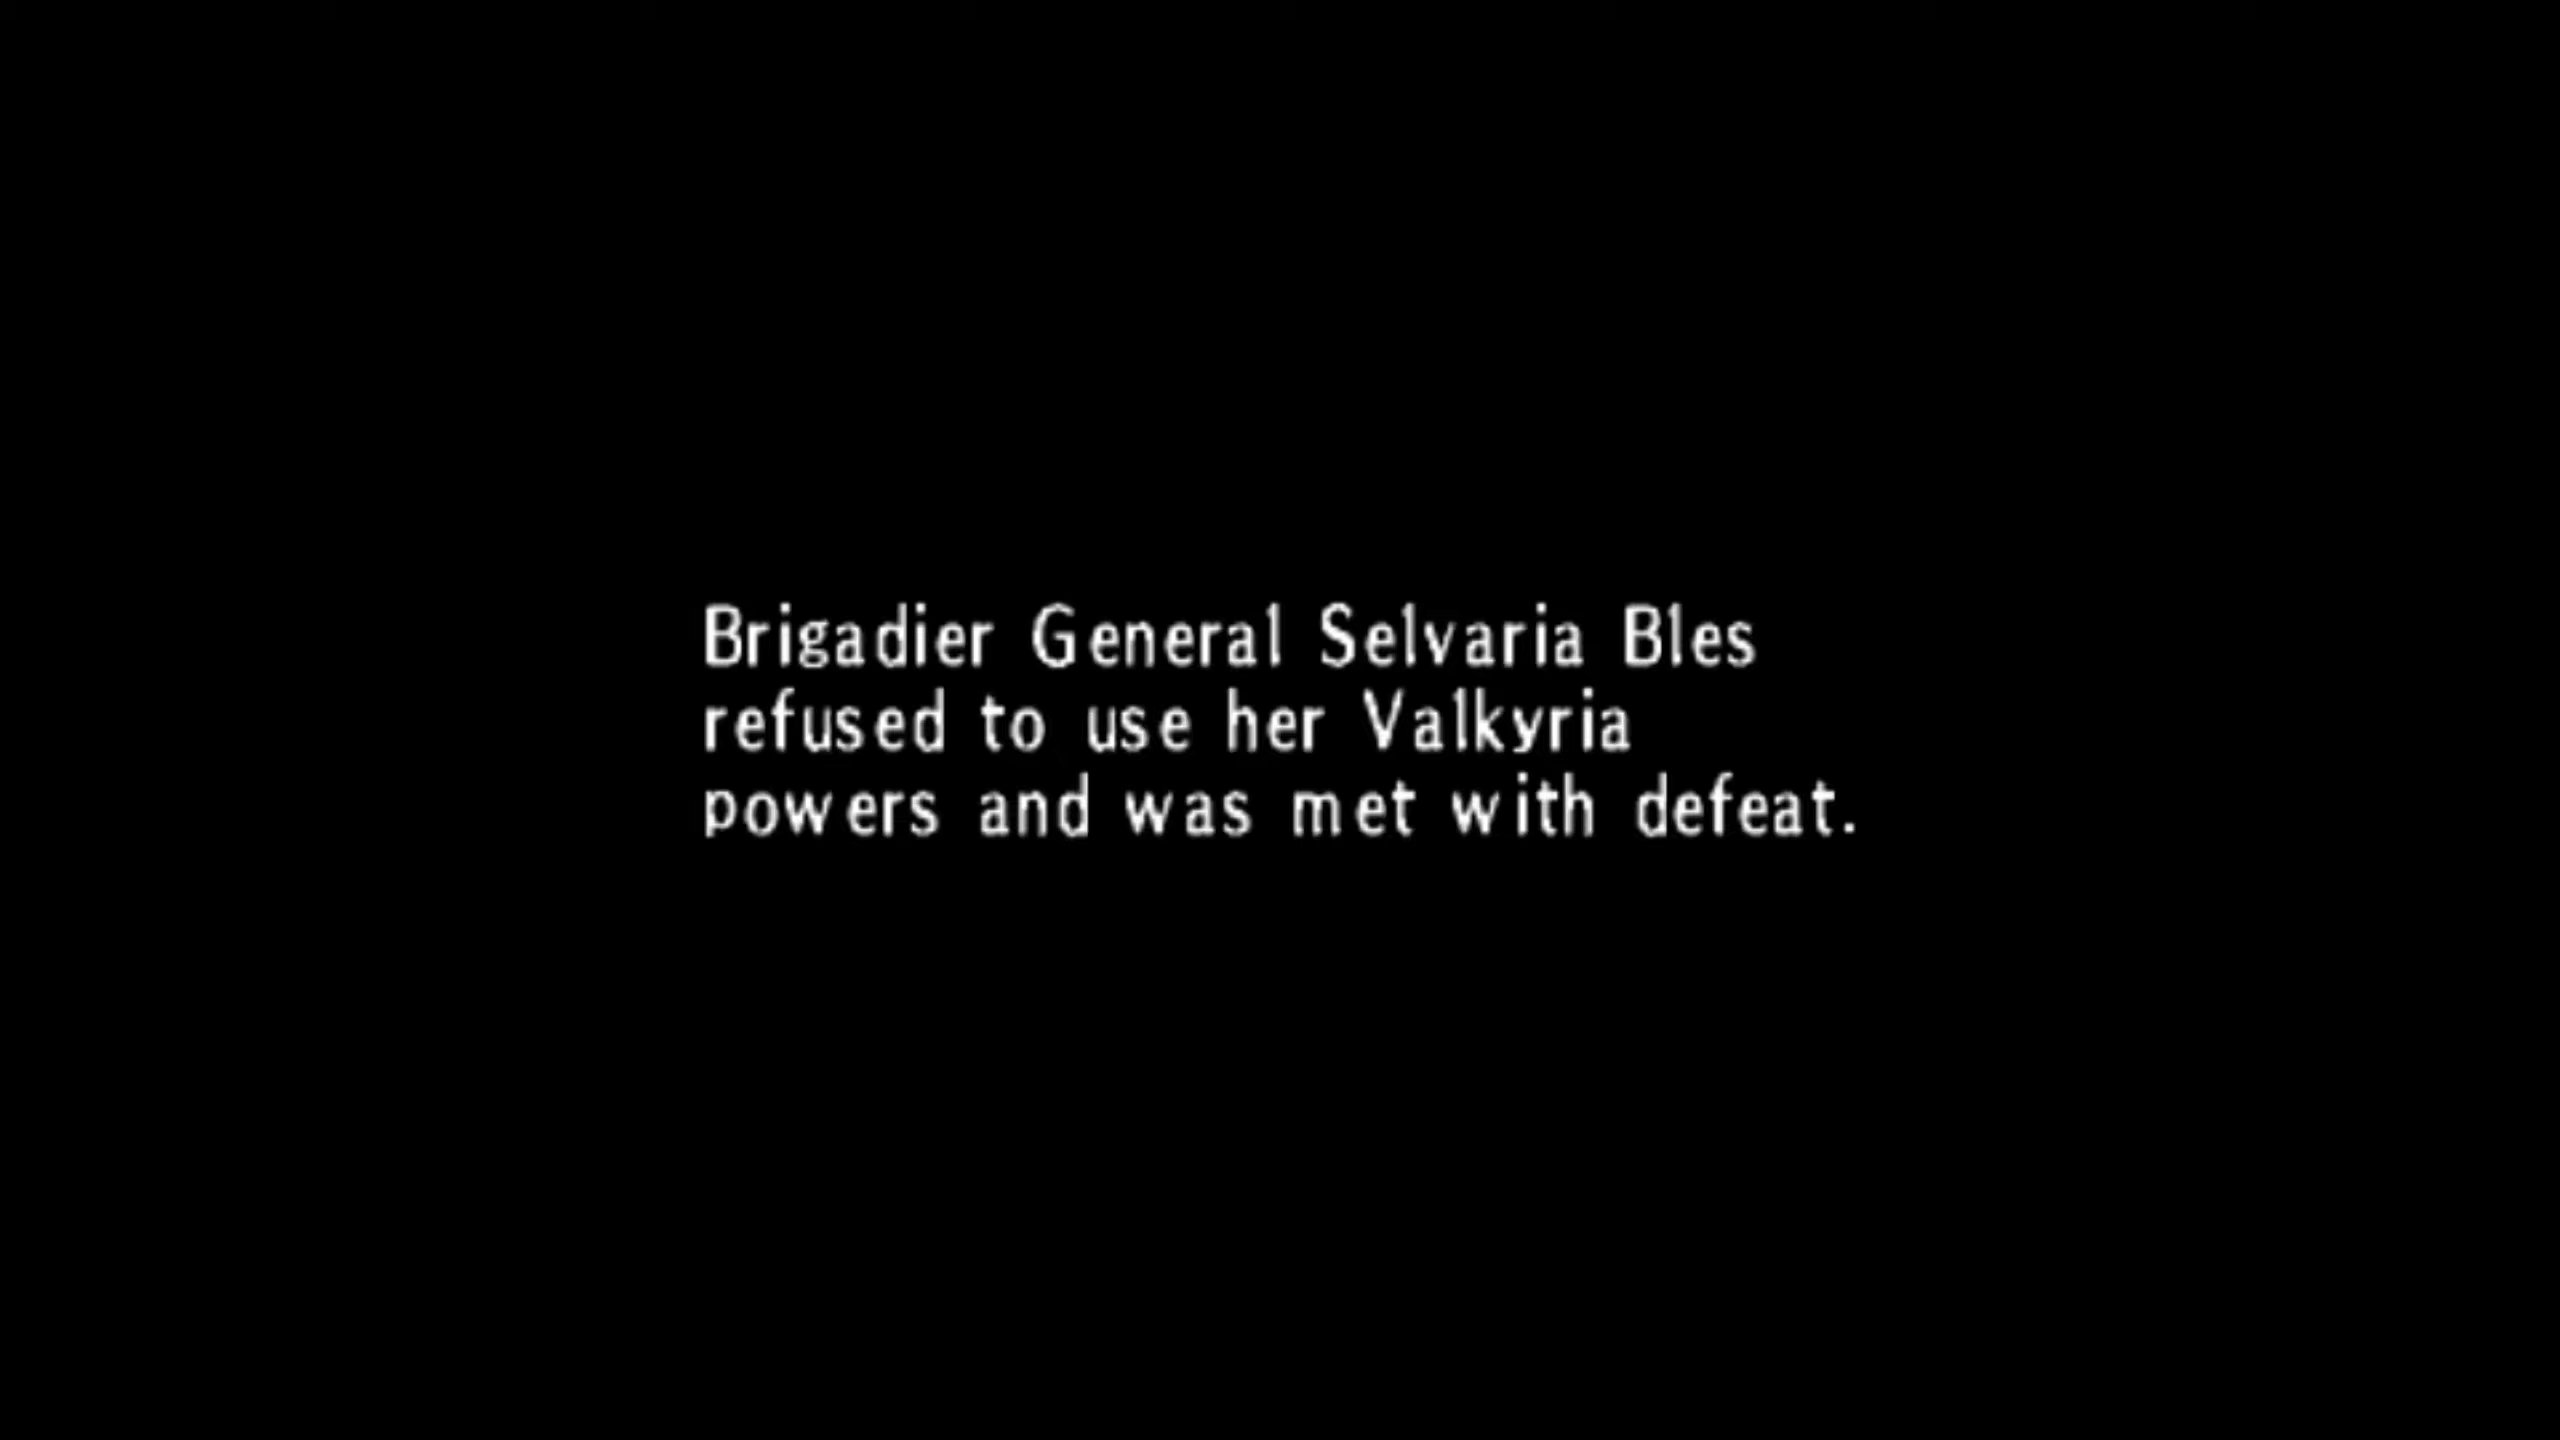 Brigadier General Selvaria Bles
refused to use her Valkyria
powers and was met with defeat.